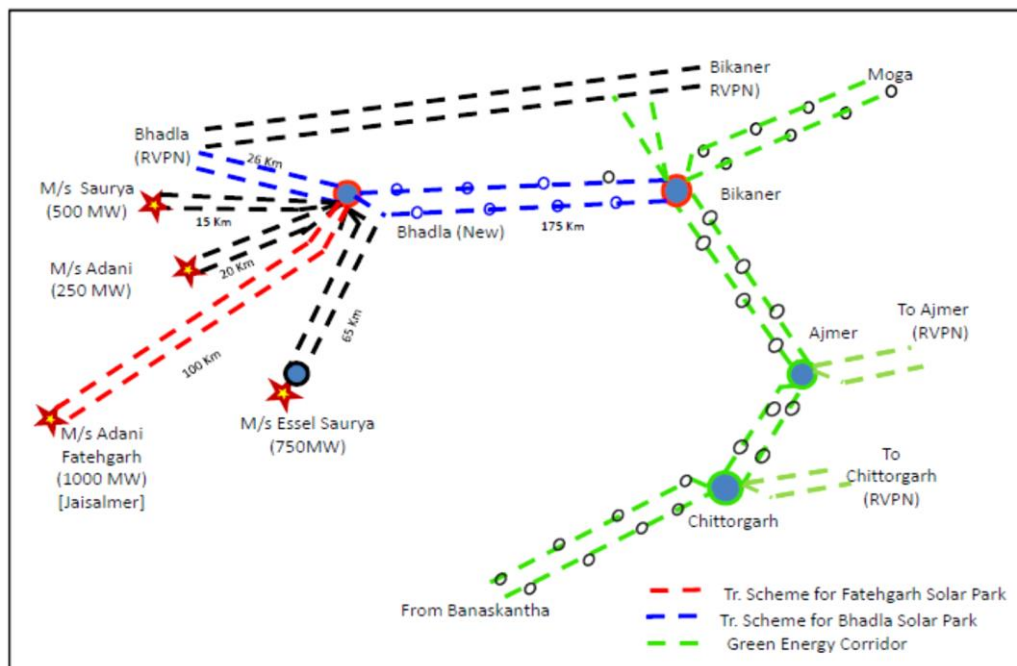 Bikaner
RVPN)
Moga
Bhadla
(RVPN)
26 Km
M/s Saurya
(500 MW)
15 Km
Bikaner
Bhadla (New)
175 Km
M/s Adani
(250 MW)
20 Km
65 Km
To Ajmer
(RVPN)
Ajmer
100 Km
M/s Essel Saurya
(750MW)
M/s Adani
Fatehgarh
(1000 MW)
[Jaisalmer]
To
Chittorgarh
(RVPN)
Chittorgarh
From Banaskantha
Tr. Scheme for Fatehgarh Solar Park
Tr. Scheme for Bhadla Solar Park
Green Energy Corridor